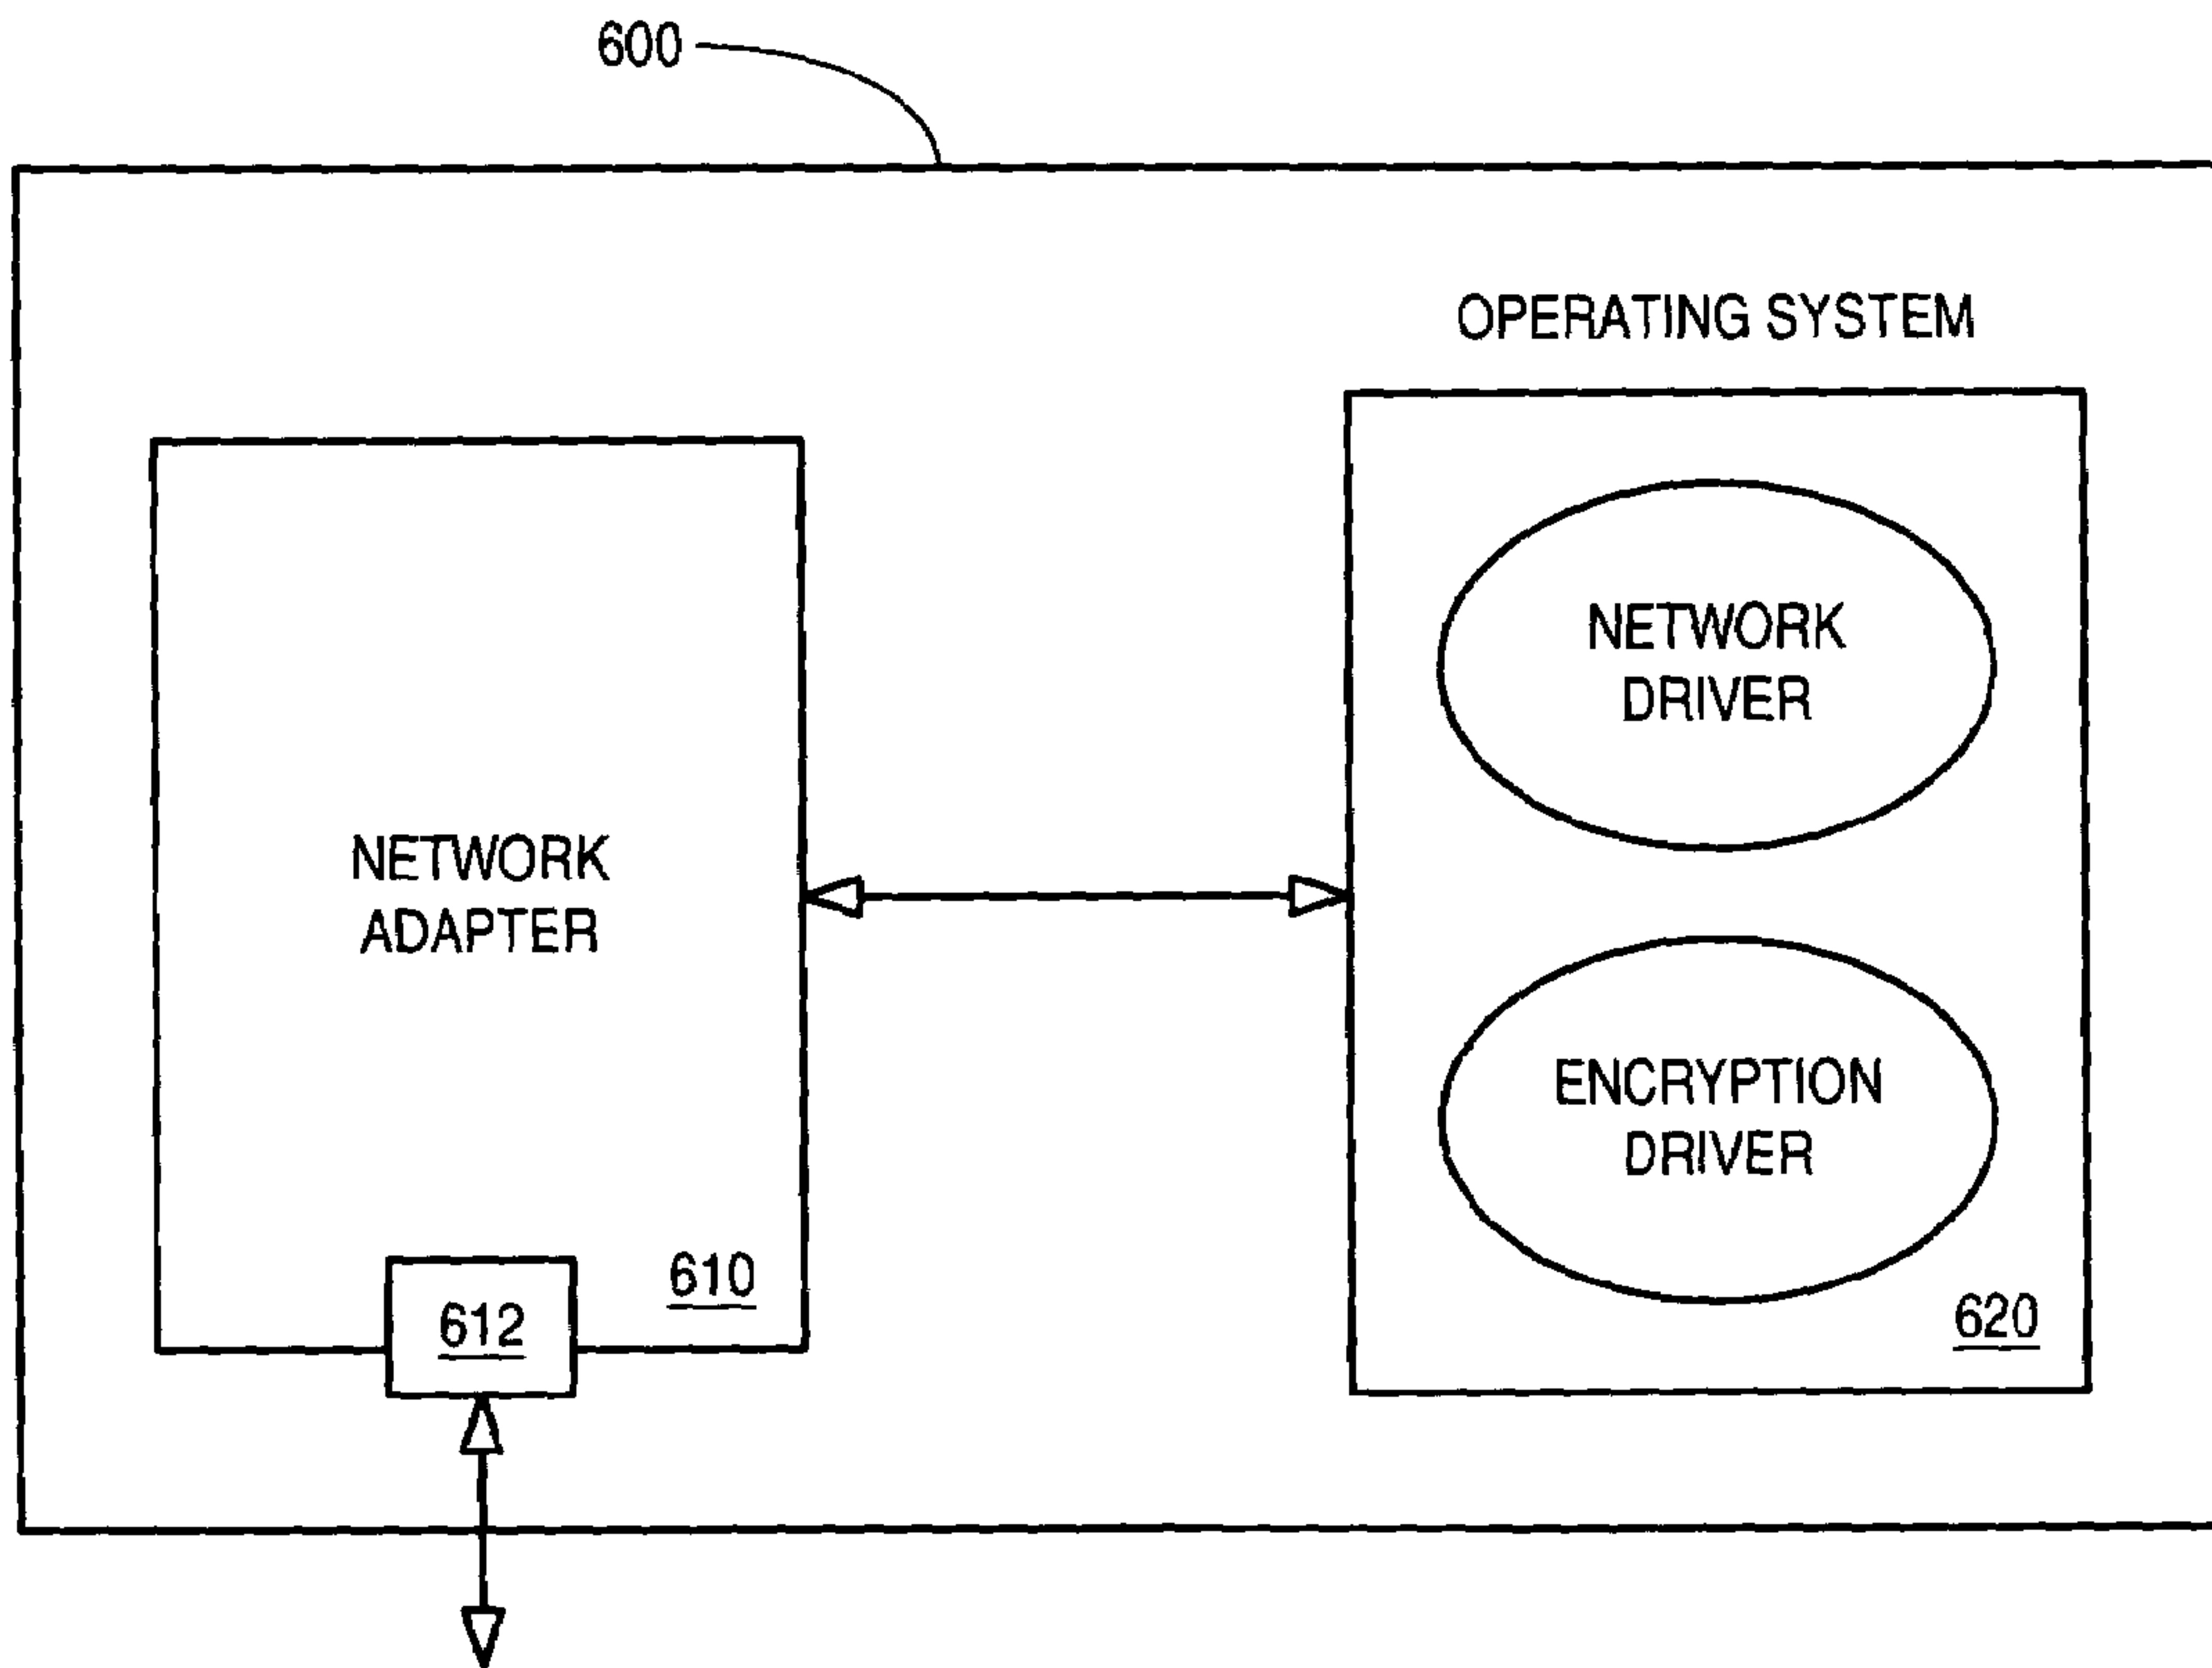 600
OPERATING SYSTEM
NETWORK
DRIVER
NETWORK
ADAPTER
ENCRYPTION
DRIVER
610
612
620